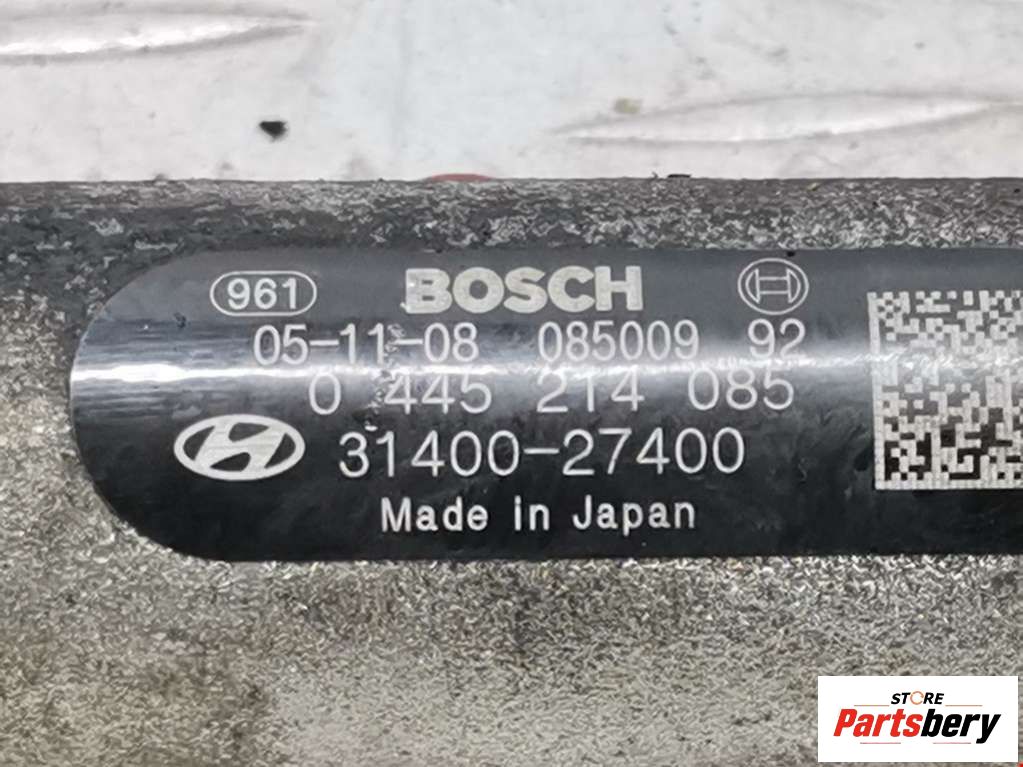 961 BOSCH
05-11-08 085009 92
0 445 214 085
31400-27400
Made in Japan
STORE
Partsbery